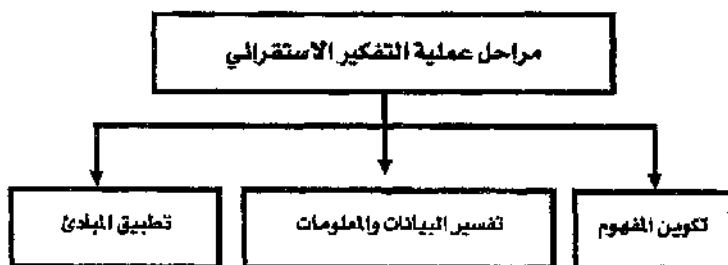 مراحل عملية التفكير الاستقرائي
تكوين المفهوم
تفسير البيانات والمعلومات
تطبيق المبادئ